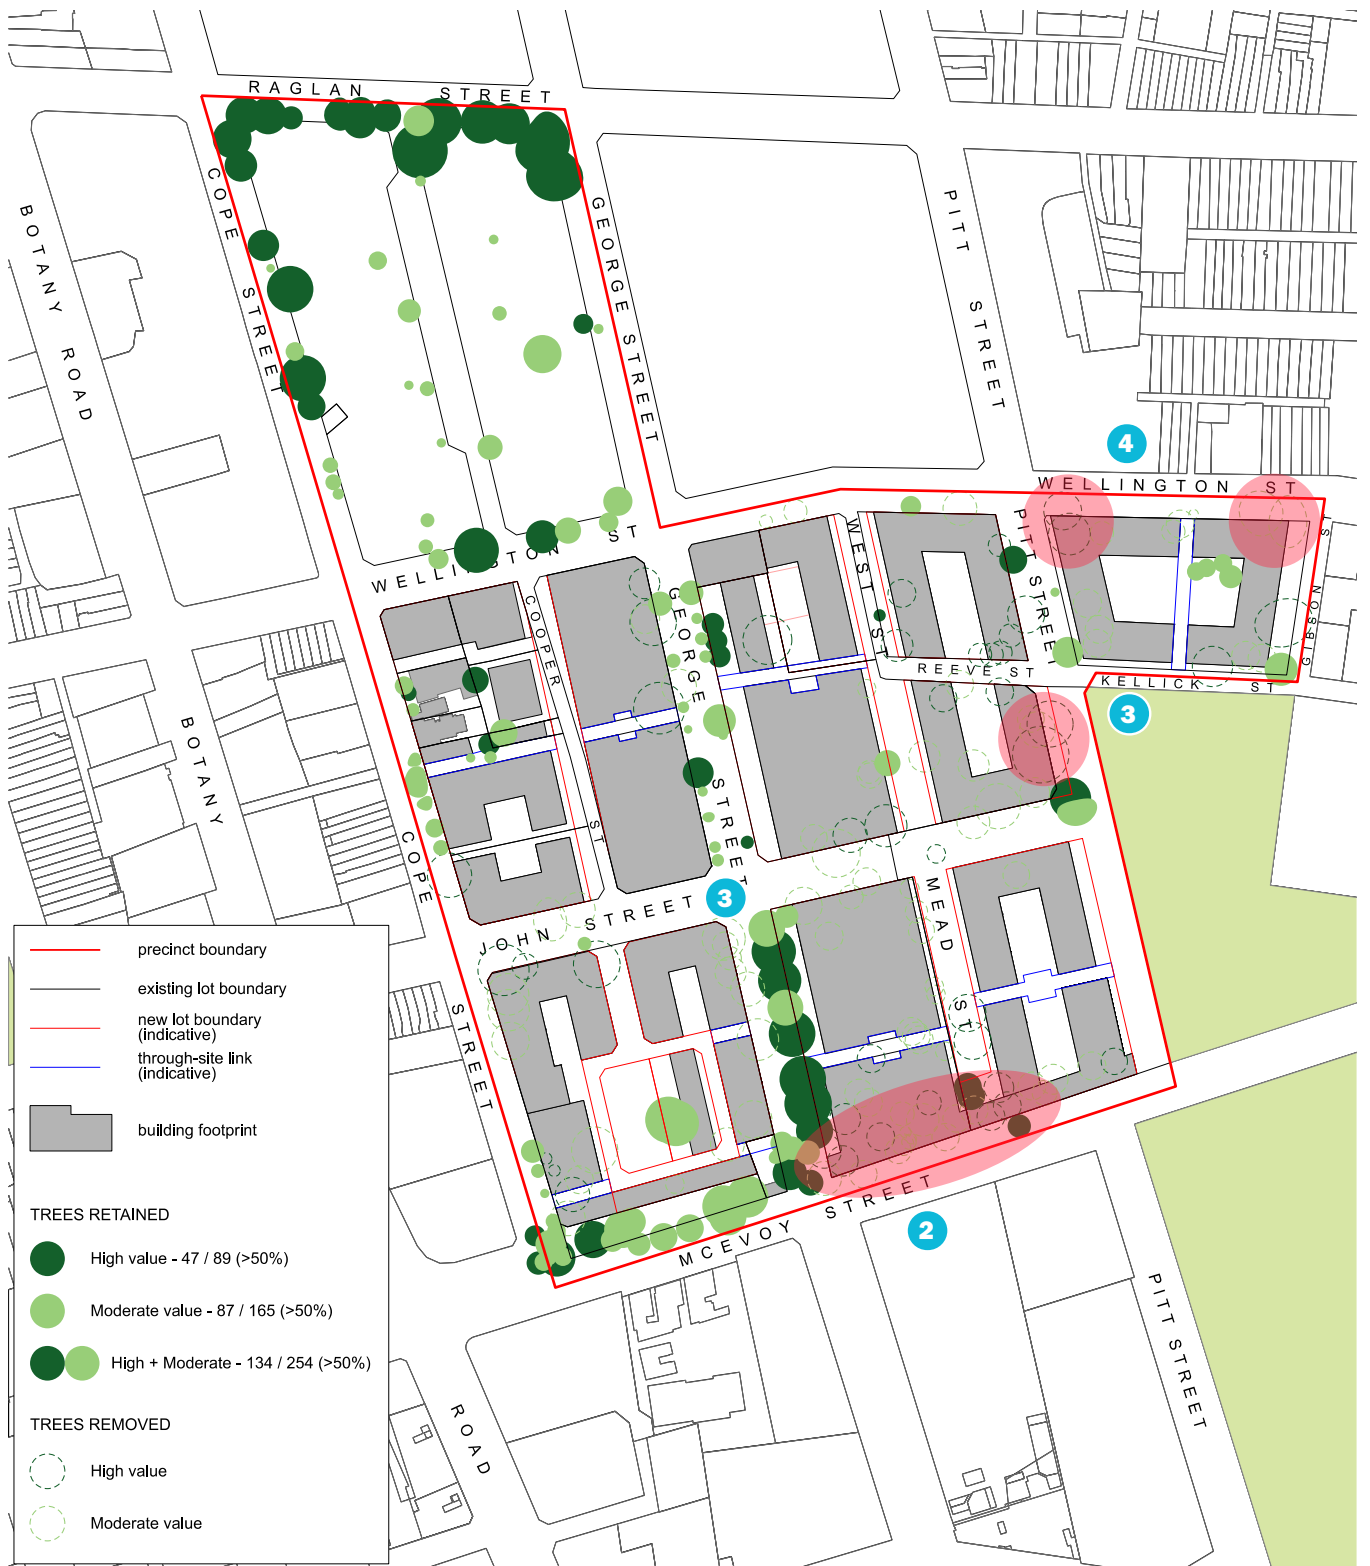 RAGLAN STREET
COPE STREET
GEORGE STREET
PITT STREET
BOTANY ROAD
4
WELLINGTON ST
WELLINGTON ST
WEST ST
PITT STREET
GIBSON ST
COOPER ST
GEORGE STREET
REEVE ST
KELLICK ST
3
BOTANY
COPE STREET
JOHN STREET
3
MEAD ST
MCEVOY STREET
2
PITT STREET
ROAD
precinct boundary
existing lot boundary
new lot boundary
(indicative)
through-site link
(indicative)
building footprint
TREES RETAINED
High value - 47 / 89 (>50%)
Moderate value - 87 / 165 (>50%)
High + Moderate - 134 / 254 (>50%)
TREES REMOVED
High value
Moderate value